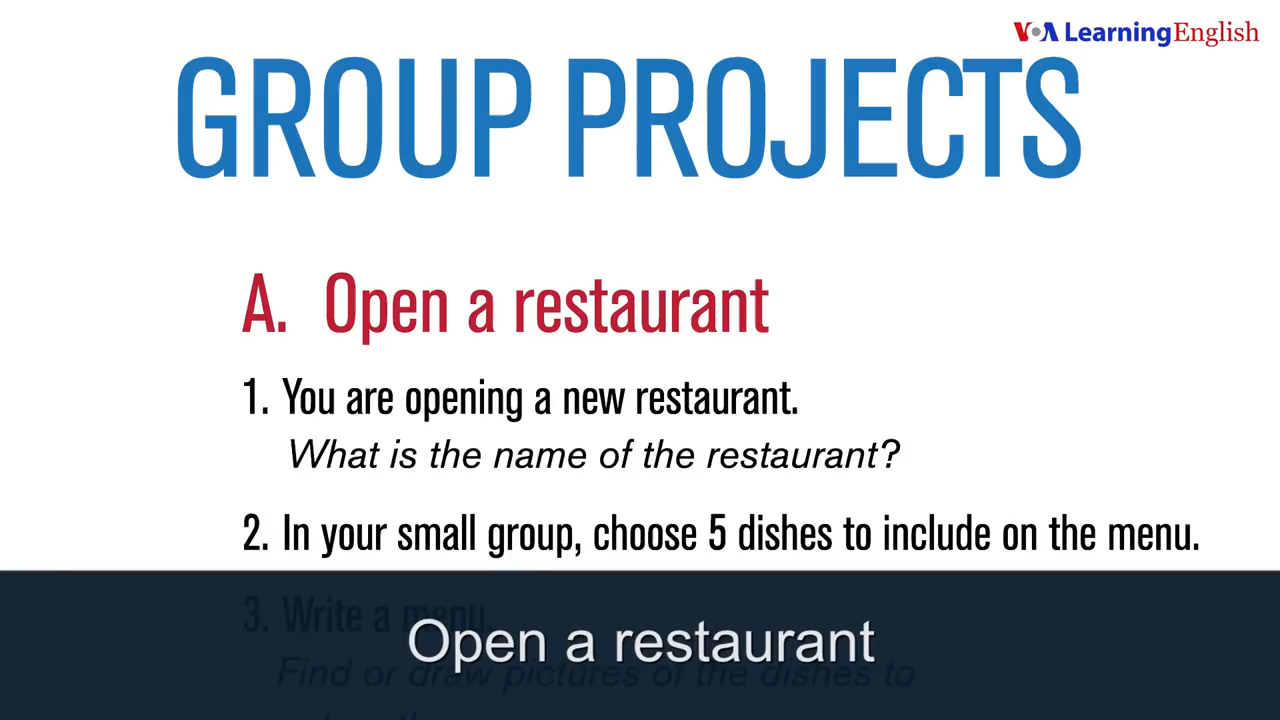 VOA LearningEnglish
GROUP PROJECTS
A. Open a restaurant
1. You are opening a new restaurant.
What is the name of the restaurant?
2. In your small group, choose 5 dishes to include on the menu.
3. Write a menu.
Open a restaurant
Find or draw pictures of the dishes to